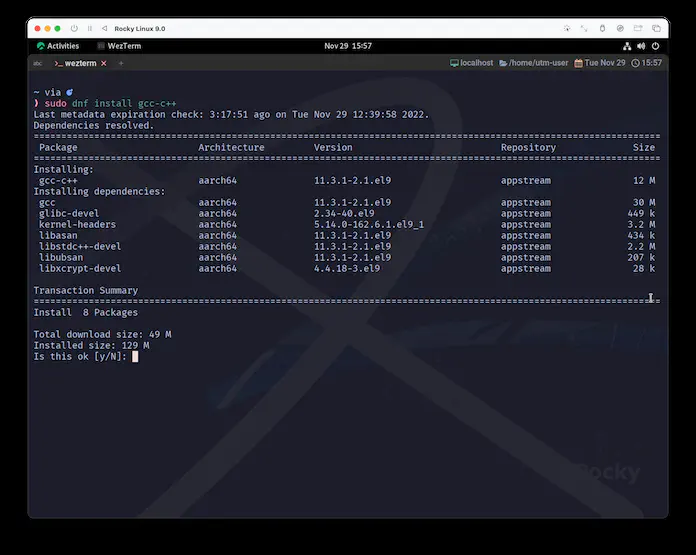 Rocky Linux 9.0
Activities WezTerm Nov 29 15:57
abc >_ wezterm × + localhost /home/utm-user Tue Nov 29 15:57
~ via
❯ sudo dnf install gcc-c++
Last metadata expiration check: 3:17:51 ago on Tue Nov 29 12:39:58 2022.
Dependencies resolved.
================================================================================
Package Architecture Version Repository Size
================================================================================
Installing:
gcc-c++ aarch64 11.3.1-2.1.el9 appstream 12 M
Installing dependencies:
gcc aarch64 11.3.1-2.1.el9 appstream 30 M
glibc-devel aarch64 2.34-40.el9 appstream 449 k
kernel-headers aarch64 5.14.0-162.6.1.el9_1 appstream 3.2 M
libasan aarch64 11.3.1-2.1.el9 appstream 434 k
libstdc++-devel aarch64 11.3.1-2.1.el9 appstream 2.2 M
libubsan aarch64 11.3.1-2.1.el9 appstream 207 k
libxcrypt-devel aarch64 4.4.18-3.el9 appstream 28 k
Transaction Summary
================================================================================
Install 8 Packages
Total download size: 49 M
Installed size: 129 M
Is this ok [y/N]:
Rocky